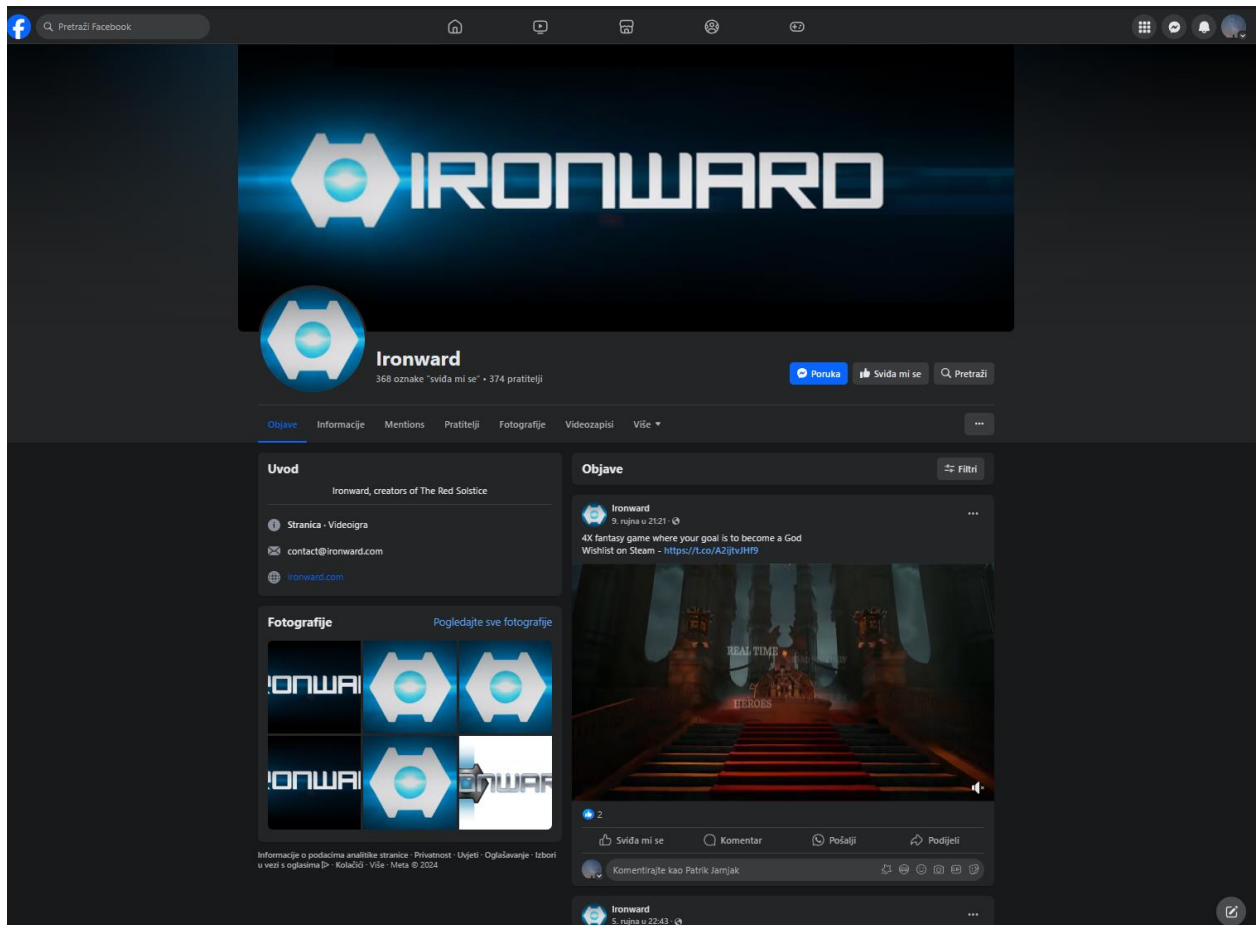 Pretraži Facebook
IRONWARD
Ironward
368 oznake "sviđa mi se" • 374 pratitelji
Poruka
Sviđa mi se
Pretraži
Objave
Informacije
Mentions
Pratitelji
Fotografije
Videozapisi
Više
Uvod
Ironward, creators of The Red Solstice
Stranica · Videoigra
contact@ironward.com
ironward.com
Fotografije
Pogledajte sve fotografije
Informacije o podacima analitike stranice · Privatnost · Uvjeti · Oglašavanje · Izbori
u vezi s oglasima · Kolačići · Više · Meta © 2024
Objave
Filtri
Ironward
9. rujna u 21:21 ·
4X fantasy game where your goal is to become a God
Wishlist on Steam - https://t.co/A2ijtvJHf9
REAL TIME
HEROES
2
Sviđa mi se
Komentar
Pošalji
Podijeli
Komentirajte kao Patrik Jamjak
Ironward
5. rujna u 22:43 ·